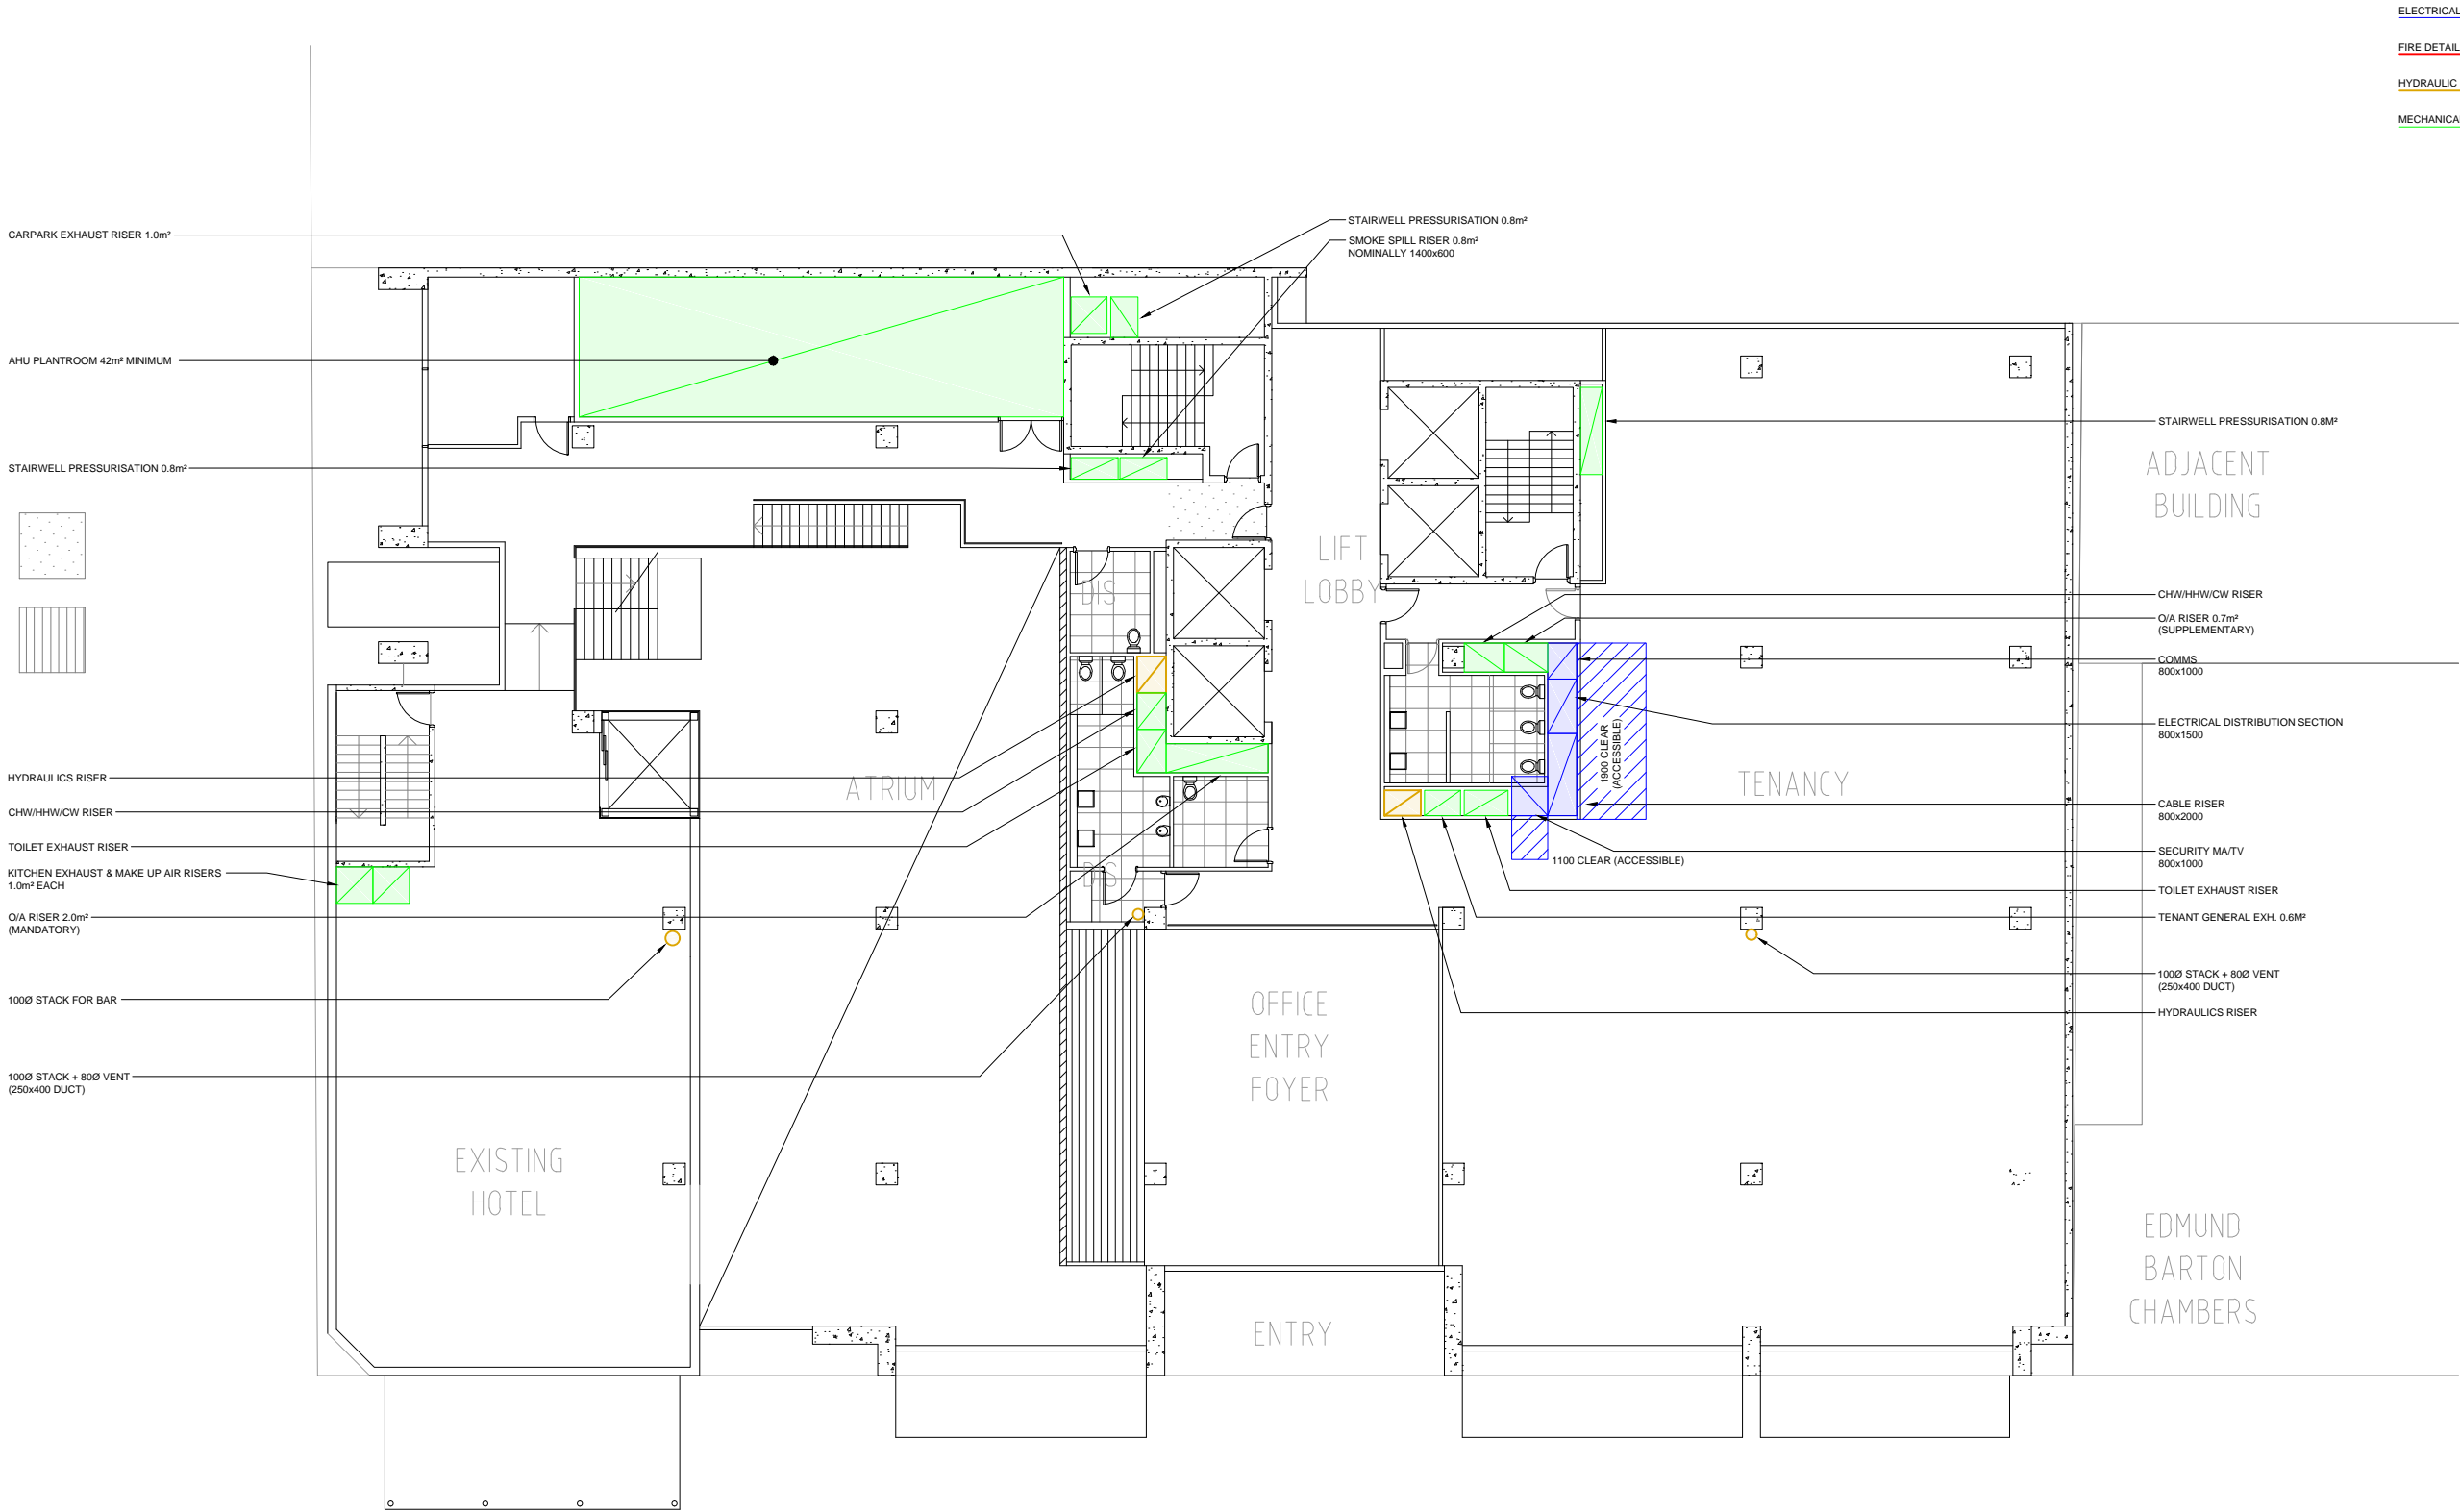 ELECTRICAL
FIRE DETAIL
HYDRAULIC
MECHANICA
CARPARK EXHAUST RISER 1.0m²
AHU PLANTROOM 42m² MINIMUM
STAIRWELL PRESSURISATION 0.8m²
HYDRAULICS RISER
CHW/HHW/CW RISER
TOILET EXHAUST RISER
KITCHEN EXHAUST & MAKE UP AIR RISERS
1.0m² EACH
O/A RISER 2.0m²
(MANDATORY)
100Ø STACK FOR BAR
100Ø STACK + 80Ø VENT
(250x400 DUCT)
STAIRWELL PRESSURISATION 0.8m²
SMOKE SPILL RISER 0.8m²
NOMINALLY 1400x600
DIS
LIFT
LOBBY
ATRIUM
DIS
EXISTING
HOTEL
OFFICE
ENTRY
FOYER
ENTRY
1900 CLEAR
(ACCESSIBLE)
1100 CLEAR (ACCESSIBLE)
TENANCY
STAIRWELL PRESSURISATION 0.8M²
ADJACENT
BUILDING
CHW/HHW/CW RISER
O/A RISER 0.7m²
(SUPPLEMENTARY)
COMMS
800x1000
ELECTRICAL DISTRIBUTION SECTION
800x1500
CABLE RISER
800x2000
SECURITY MA/TV
800x1000
TOILET EXHAUST RISER
TENANT GENERAL EXH. 0.6M²
100Ø STACK + 80Ø VENT
(250x400 DUCT)
HYDRAULICS RISER
EDMUND
BARTON
CHAMBERS